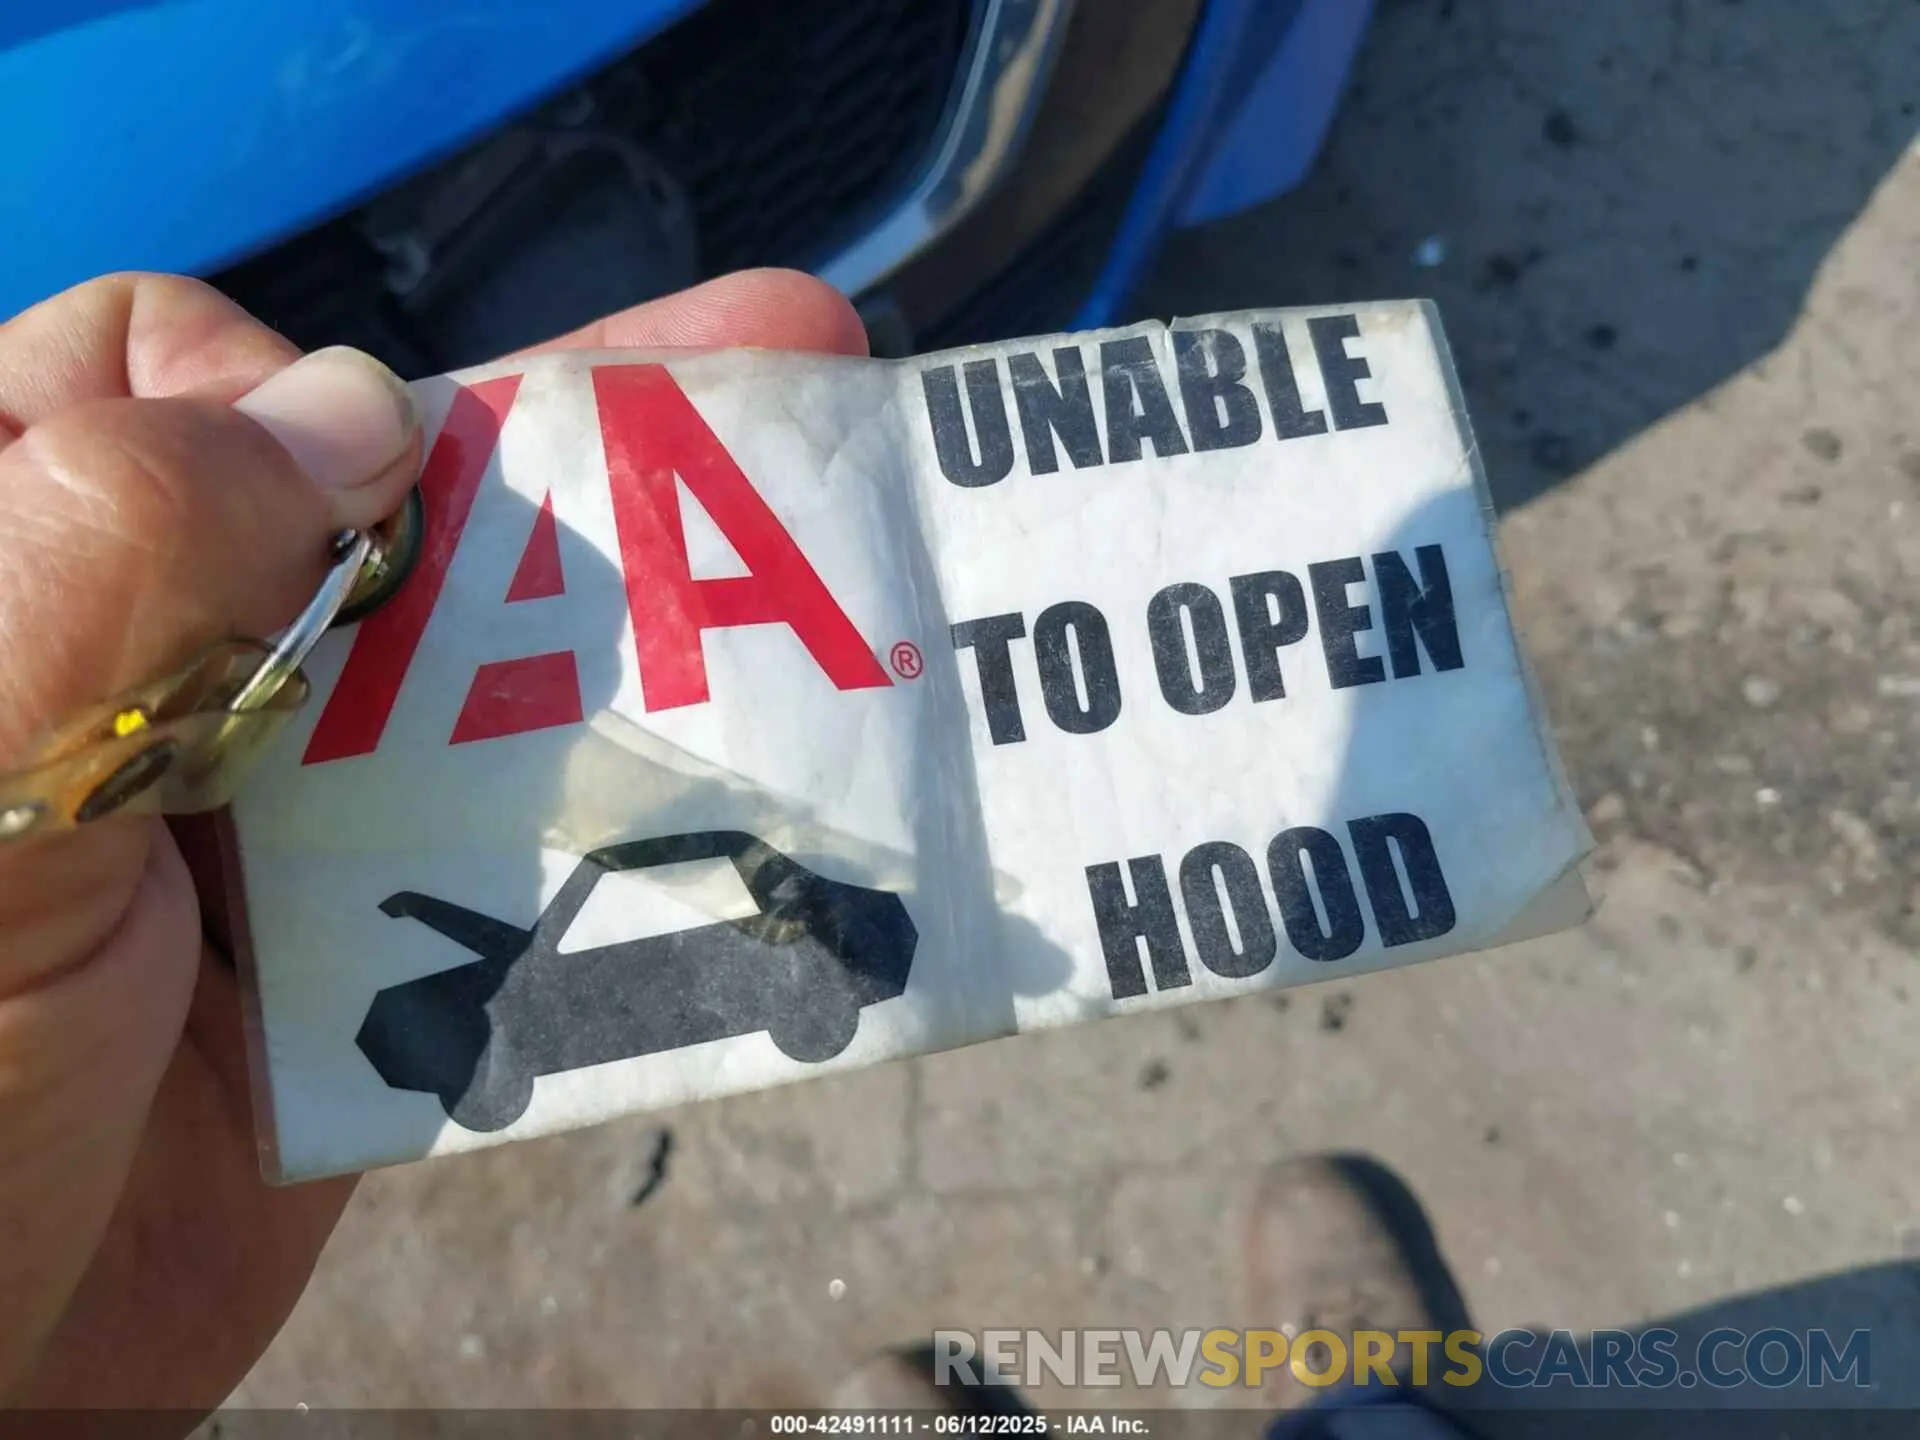 IAA®
UNABLE
TO OPEN
HOOD
RENEWSPORTSCARS.COM
000-42491111 - 06/12/2025 - IAA Inc.